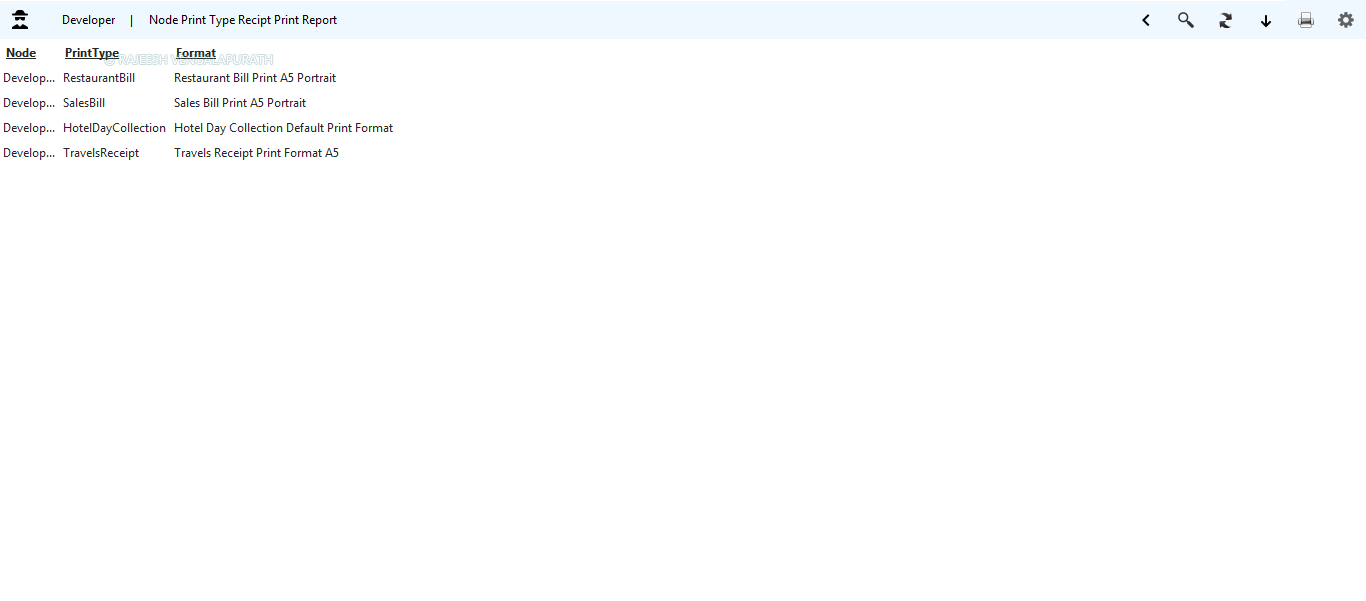 Developer | Node Print Type Recipt Print Report
Node PrintType Format
© RAJEESH VENGALAPURATH
Develop... RestaurantBill Restaurant Bill Print A5 Portrait
Develop... SalesBill Sales Bill Print A5 Portrait
Develop... HotelDayCollection Hotel Day Collection Default Print Format
Develop... TravelsReceipt Travels Receipt Print Format A5